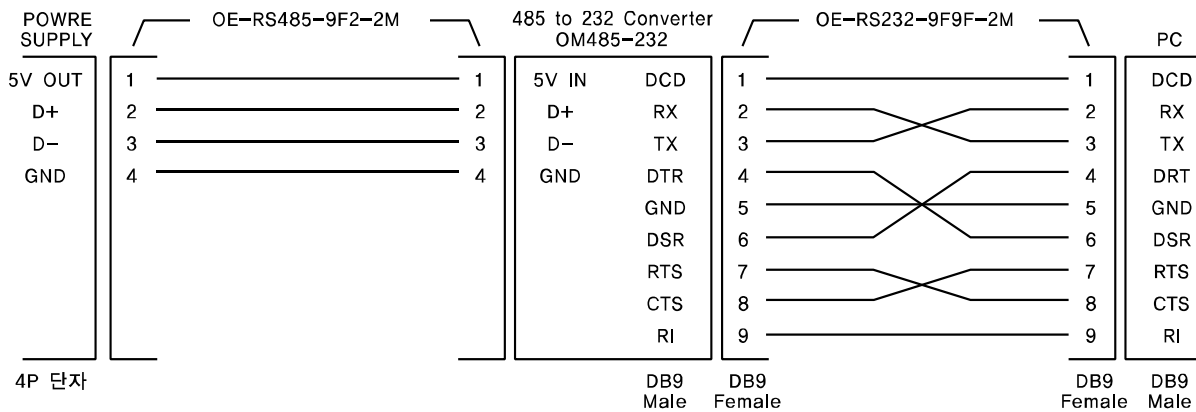 POWRE SUPPLY
OE-RS485-9F2-2M
485 to 232 Converter
OM485-232
OE-RS232-9F9F-2M
PC
5V OUT 1 1 5V IN DCD 1 1 DCD
D+ 2 2 D+ RX 2 2 RX
D- 3 3 D- TX 3 3 TX
GND 4 4 GND DTR 4 4 DRT
GND 5 5 GND
DSR 6 6 DSR
RTS 7 7 RTS
CTS 8 8 CTS
RI 9 9 RI
4P 단자
DB9 Male
DB9 Female
DB9 Female
DB9 Male